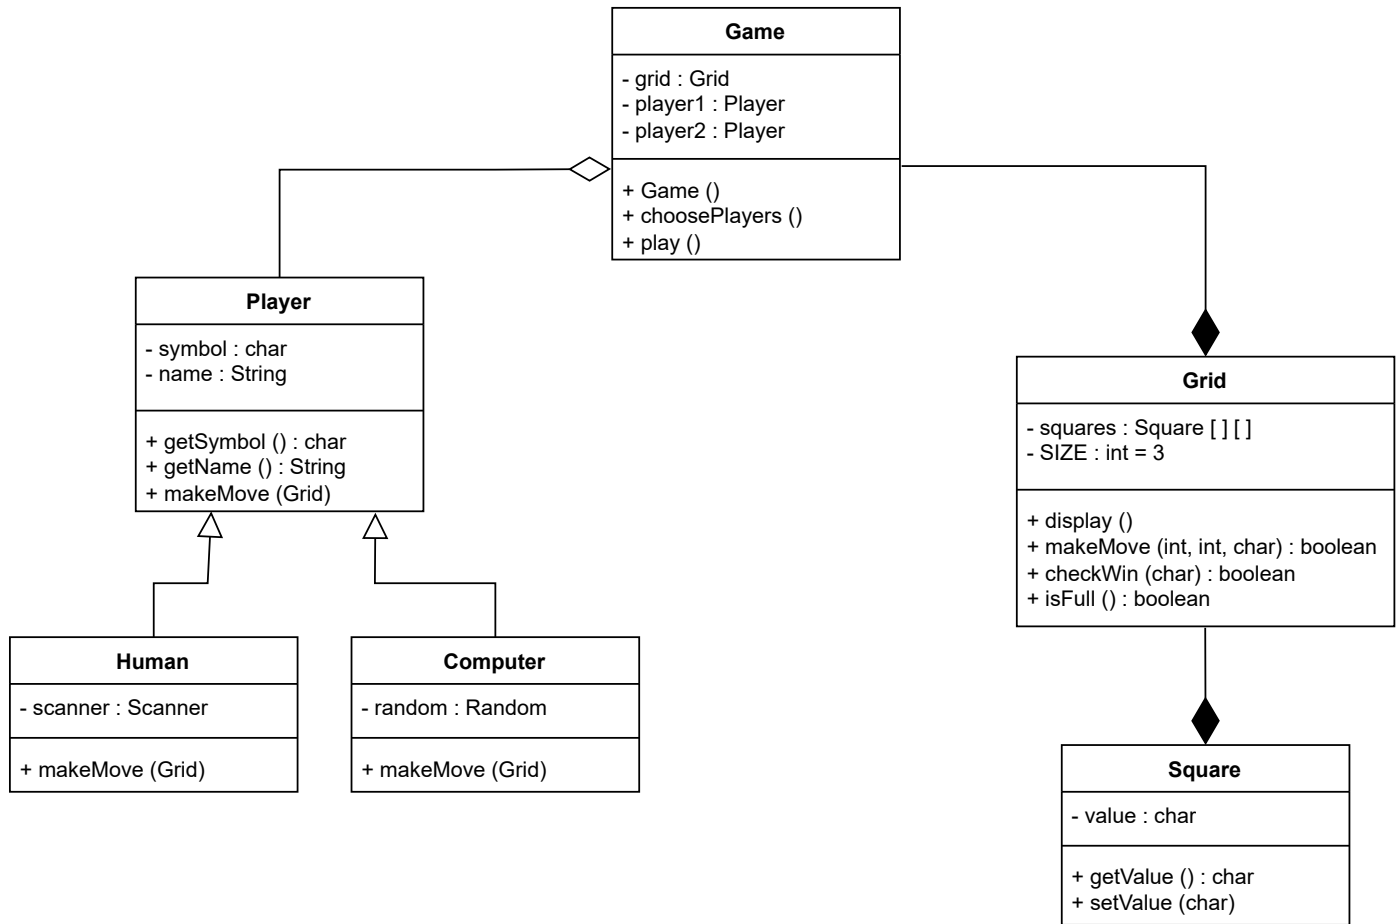 Game
- grid : Grid
- player1 : Player
- player2 : Player
+ Game ()
+ choosePlayers ()
+ play ()
Player
- symbol : char
- name : String
+ getSymbol () : char
+ getName () : String
+ makeMove (Grid)
Grid
- squares : Square [ ] [ ]
- SIZE : int = 3
+ display ()
+ makeMove (int, int, char) : boolean
+ checkWin (char) : boolean
+ isFull () : boolean
Human
- scanner : Scanner
+ makeMove (Grid)
Computer
- random : Random
+ makeMove (Grid)
Square
- value : char
+ getValue () : char
+ setValue (char)